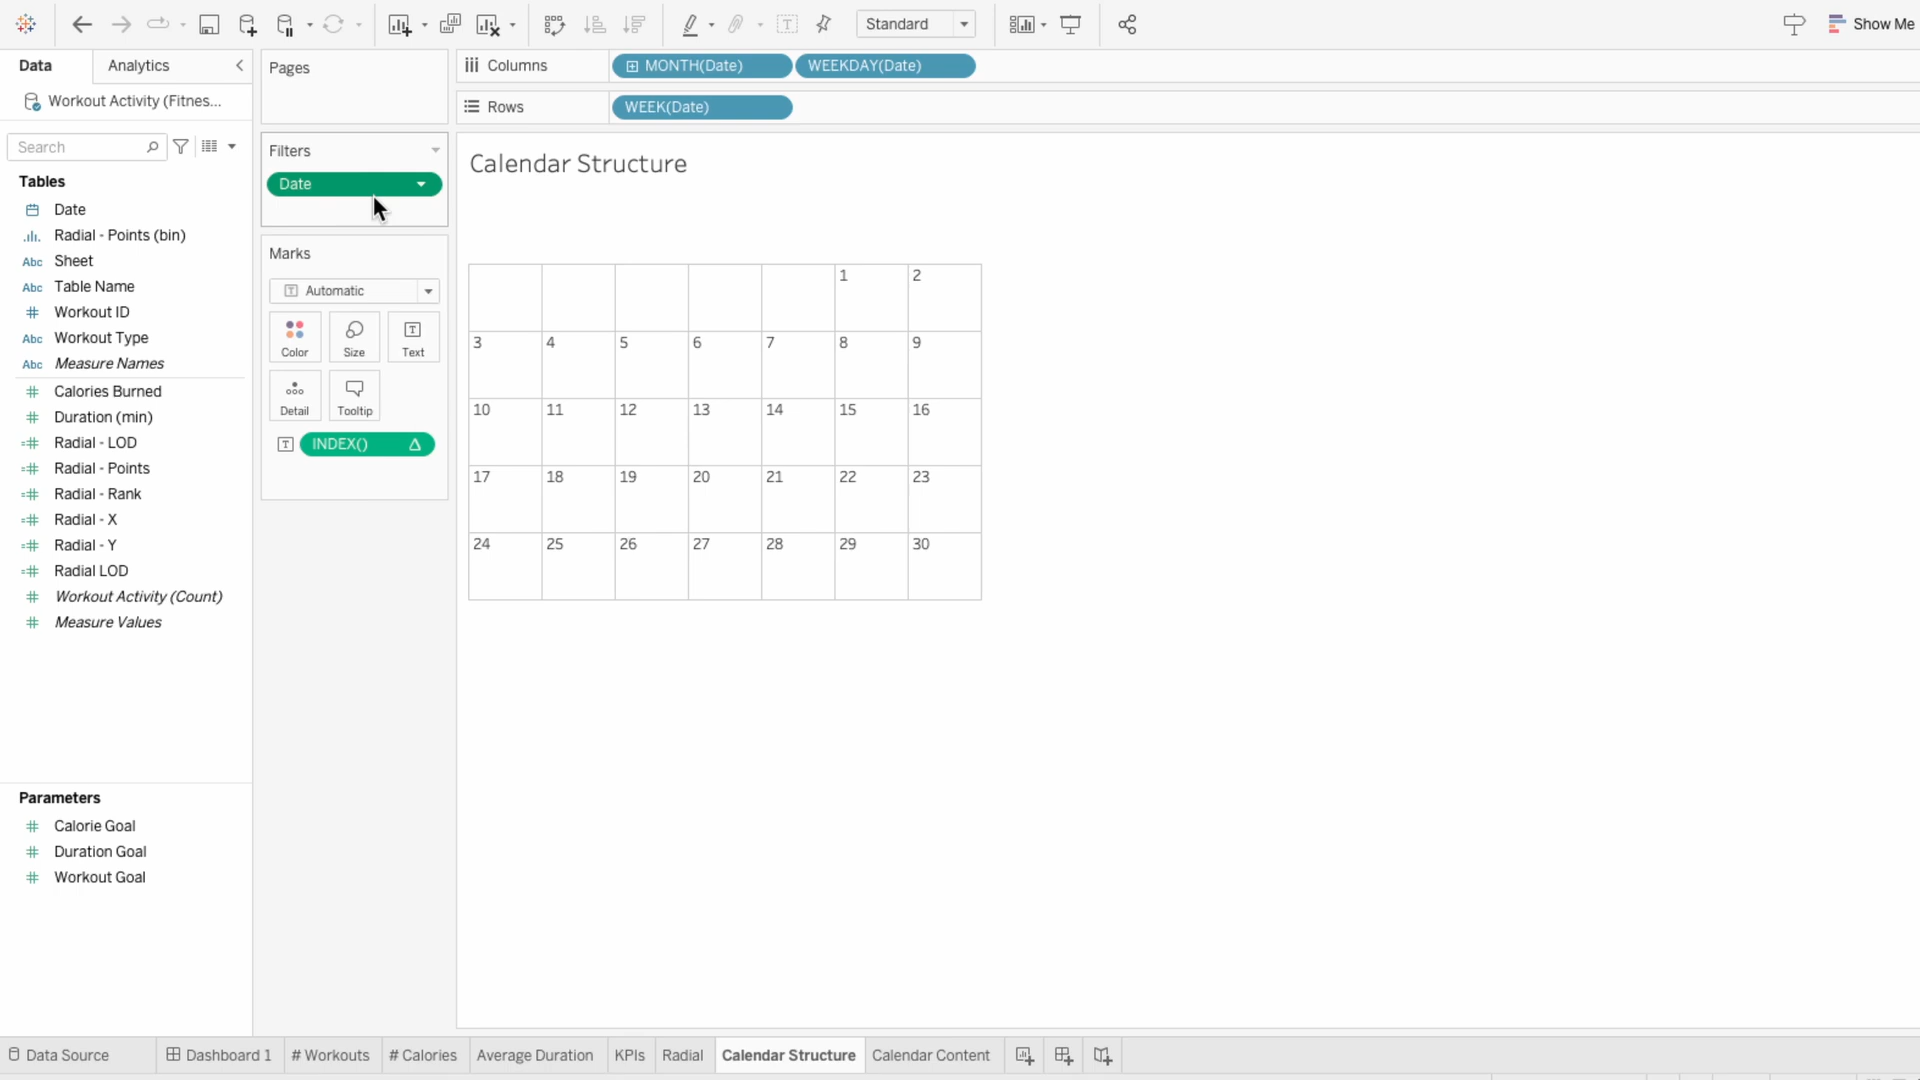 Standard
Show Me
Data
Analytics
Workout Activity (Fitnes...
Search
Tables
Date
Radial - Points (bin)
Abc Sheet
Abc Table Name
Workout ID
Abc Workout Type
Abc Measure Names
Calories Burned
Duration (min)
Radial - LOD
Radial - Points
Radial - Rank
Radial - X
Radial - Y
Radial LOD
Workout Activity (Count)
Measure Values
Parameters
Calorie Goal
Duration Goal
Workout Goal
Pages
Filters
Date
Marks
Automatic
Color Size Text
Detail Tooltip
INDEX()
Columns MONTH(Date) WEEKDAY(Date)
Rows WEEK(Date)
Calendar Structure
1 2
3 4 5 6 7 8 9
10 11 12 13 14 15 16
17 18 19 20 21 22 23
24 25 26 27 28 29 30
Data Source Dashboard 1 # Workouts # Calories Average Duration KPIs Radial Calendar Structure Calendar Content